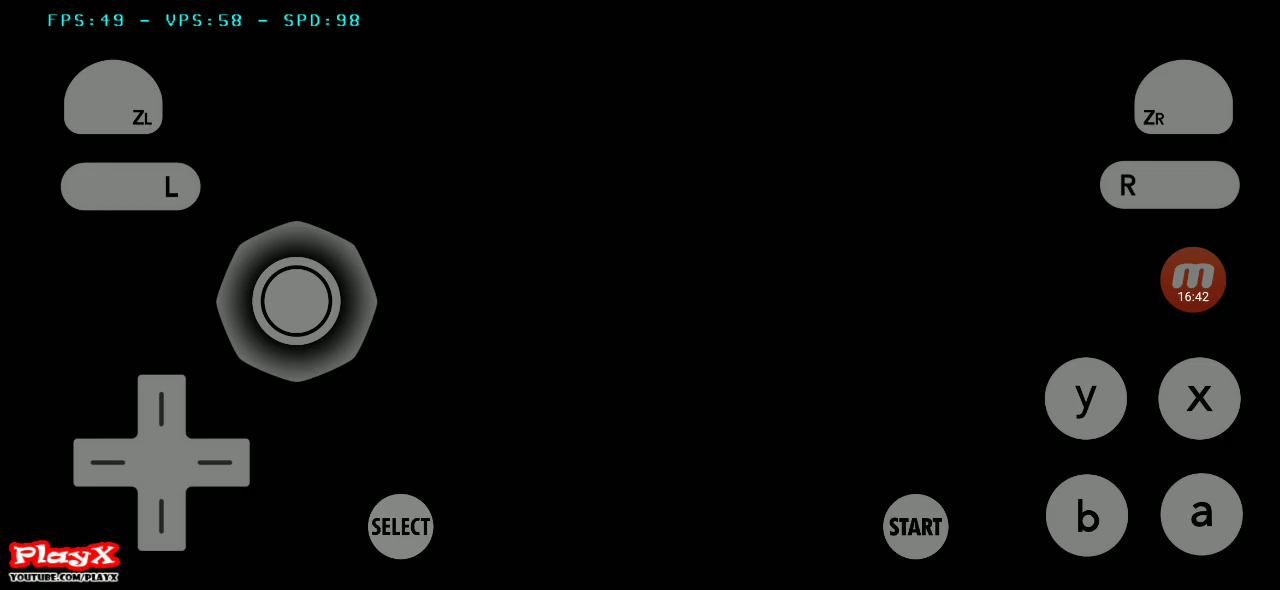 FPS:49 - VPS:58 - SPD:98
ZL
ZR
L
R
m
16:42
y
x
SELECT
START
b
a
PlayX
YOUTUBE.COM/PLAYX